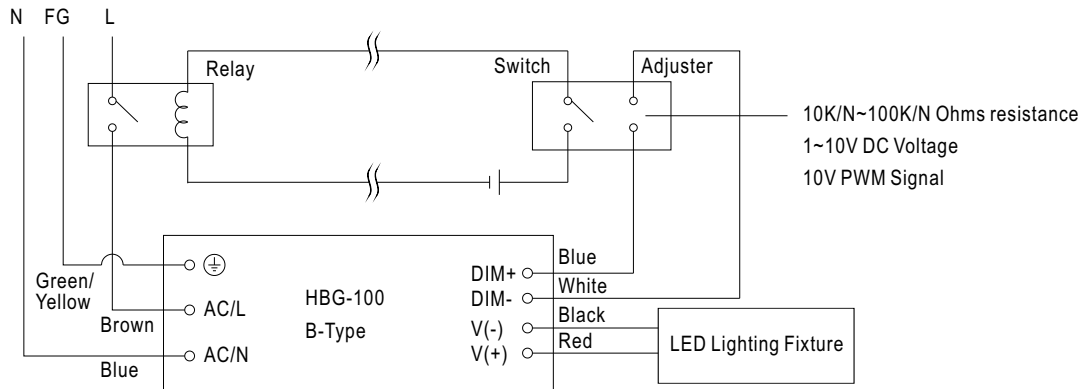 N FG L
Relay
Switch
Adjuster
10K/N~100K/N Ohms resistance
1~10V DC Voltage
10V PWM Signal
Green/
Yellow
Brown
Blue
AC/L
AC/N
HBG-100
B-Type
DIM+
DIM-
V(-)
V(+)
Blue
White
Black
Red
LED Lighting Fixture